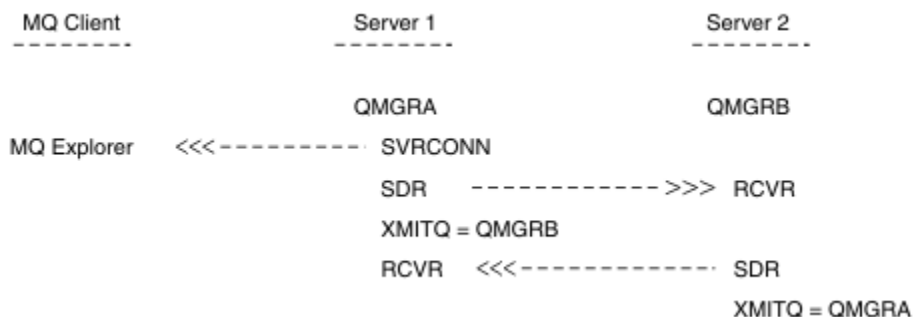 MQ Client Server 1 Server 2
--------- --------- ---------
QMGRA QMGRB
MQ Explorer <<<---------- SVRCONN
SDR ------------->>> RCVR
XMITQ = QMGRB
RCVR <<<------------- SDR
XMITQ = QMGRA